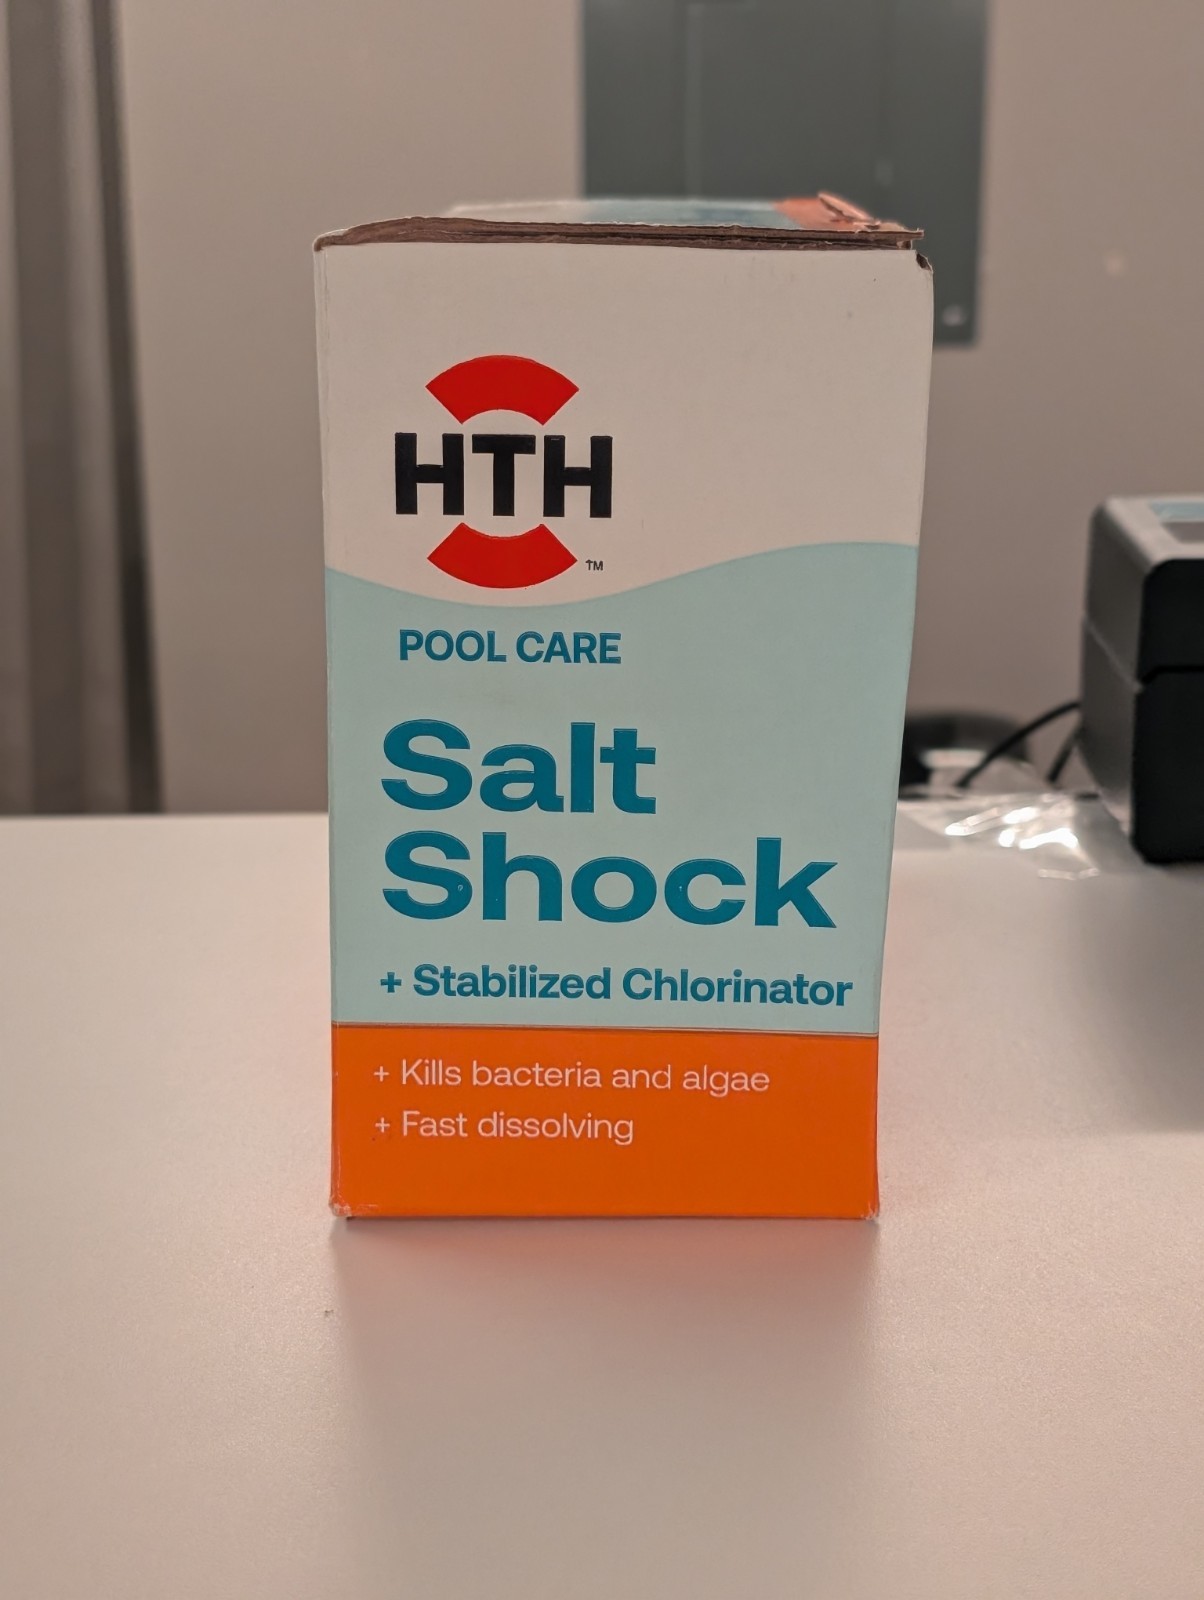 HTH
™
POOL CARE
Salt
Shock
+ Stabilized Chlorinator
+ Kills bacteria and algae
+ Fast dissolving